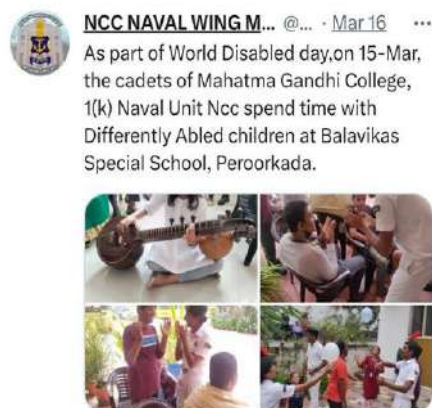 NCC NAVAL WING M... @... · Mar 16 ...
As part of World Disabled day,on 15-Mar,
the cadets of Mahatma Gandhi College,
1(k) Naval Unit Ncc spend time with
Differently Abled children at Balavikas
Special School, Peroorkada.